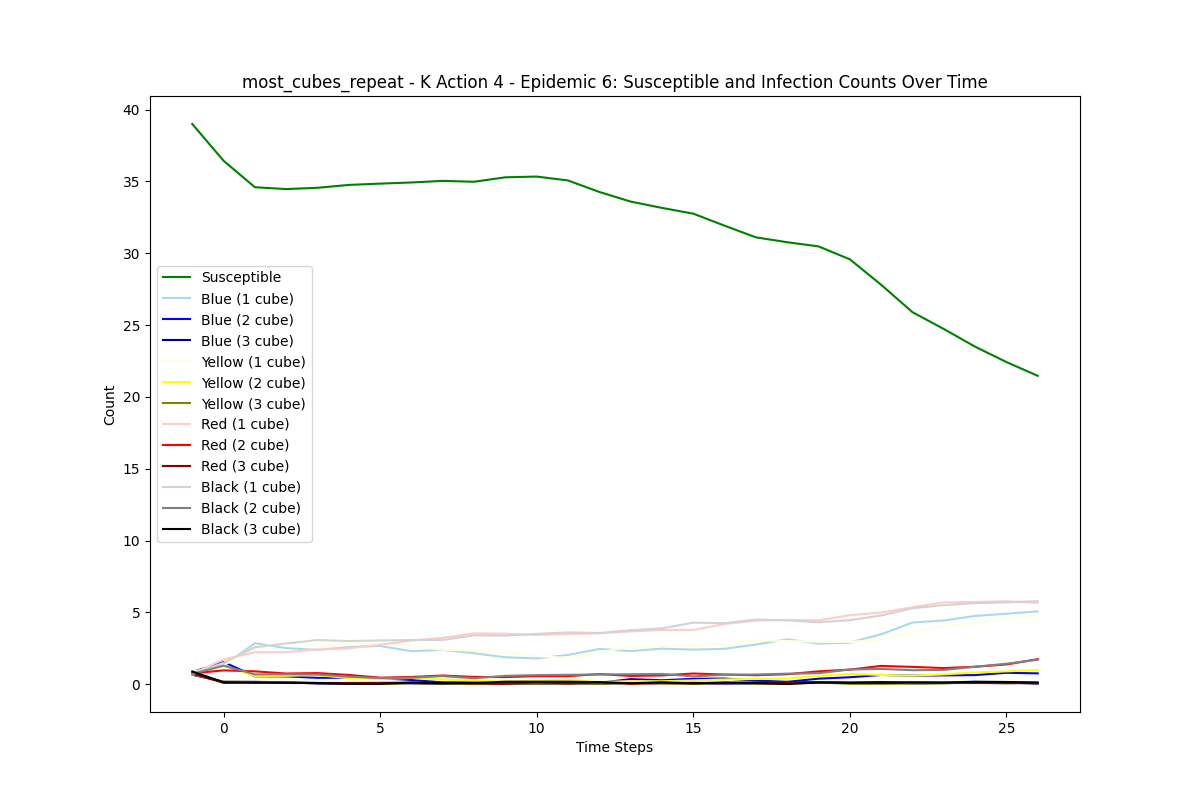 most_cubes_repeat - K Action 4 - Epidemic 6: Susceptible and Infection Counts Over Time
40
35
30
25
20
15
10
5
0
Count
Susceptible
Blue (1 cube)
Blue (2 cube)
Blue (3 cube)
Yellow (1 cube)
Yellow (2 cube)
Yellow (3 cube)
Red (1 cube)
Red (2 cube)
Red (3 cube)
Black (1 cube)
Black (2 cube)
Black (3 cube)
0 5 10 15 20 25
Time Steps